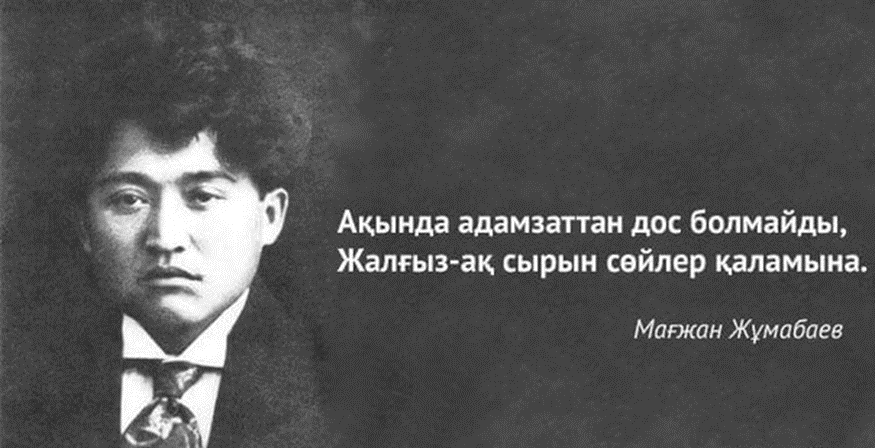 Ақында адамзаттан дос болмайды,
Жалғыз-ақ сырын сөйлер қаламына.
Мағжан Жұмабаев